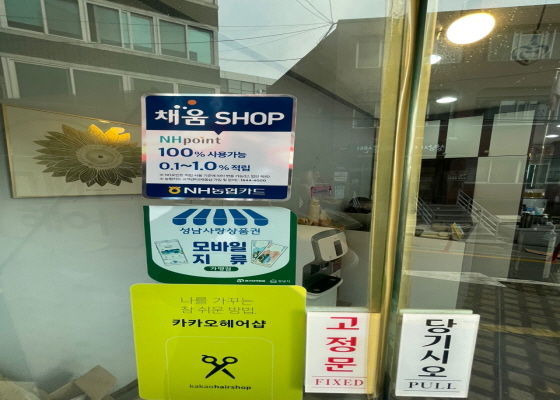 채움 SHOP
NHpoint
100% 사용가능
0.1~1.0% 적립
NH농협카드
성남사랑상품권
모바일
지류
가맹점
나를 가꾸는
참 쉬운 방법,
카카오헤어샵
kakaohairshop
고정문
FIXED
당기시오
PULL